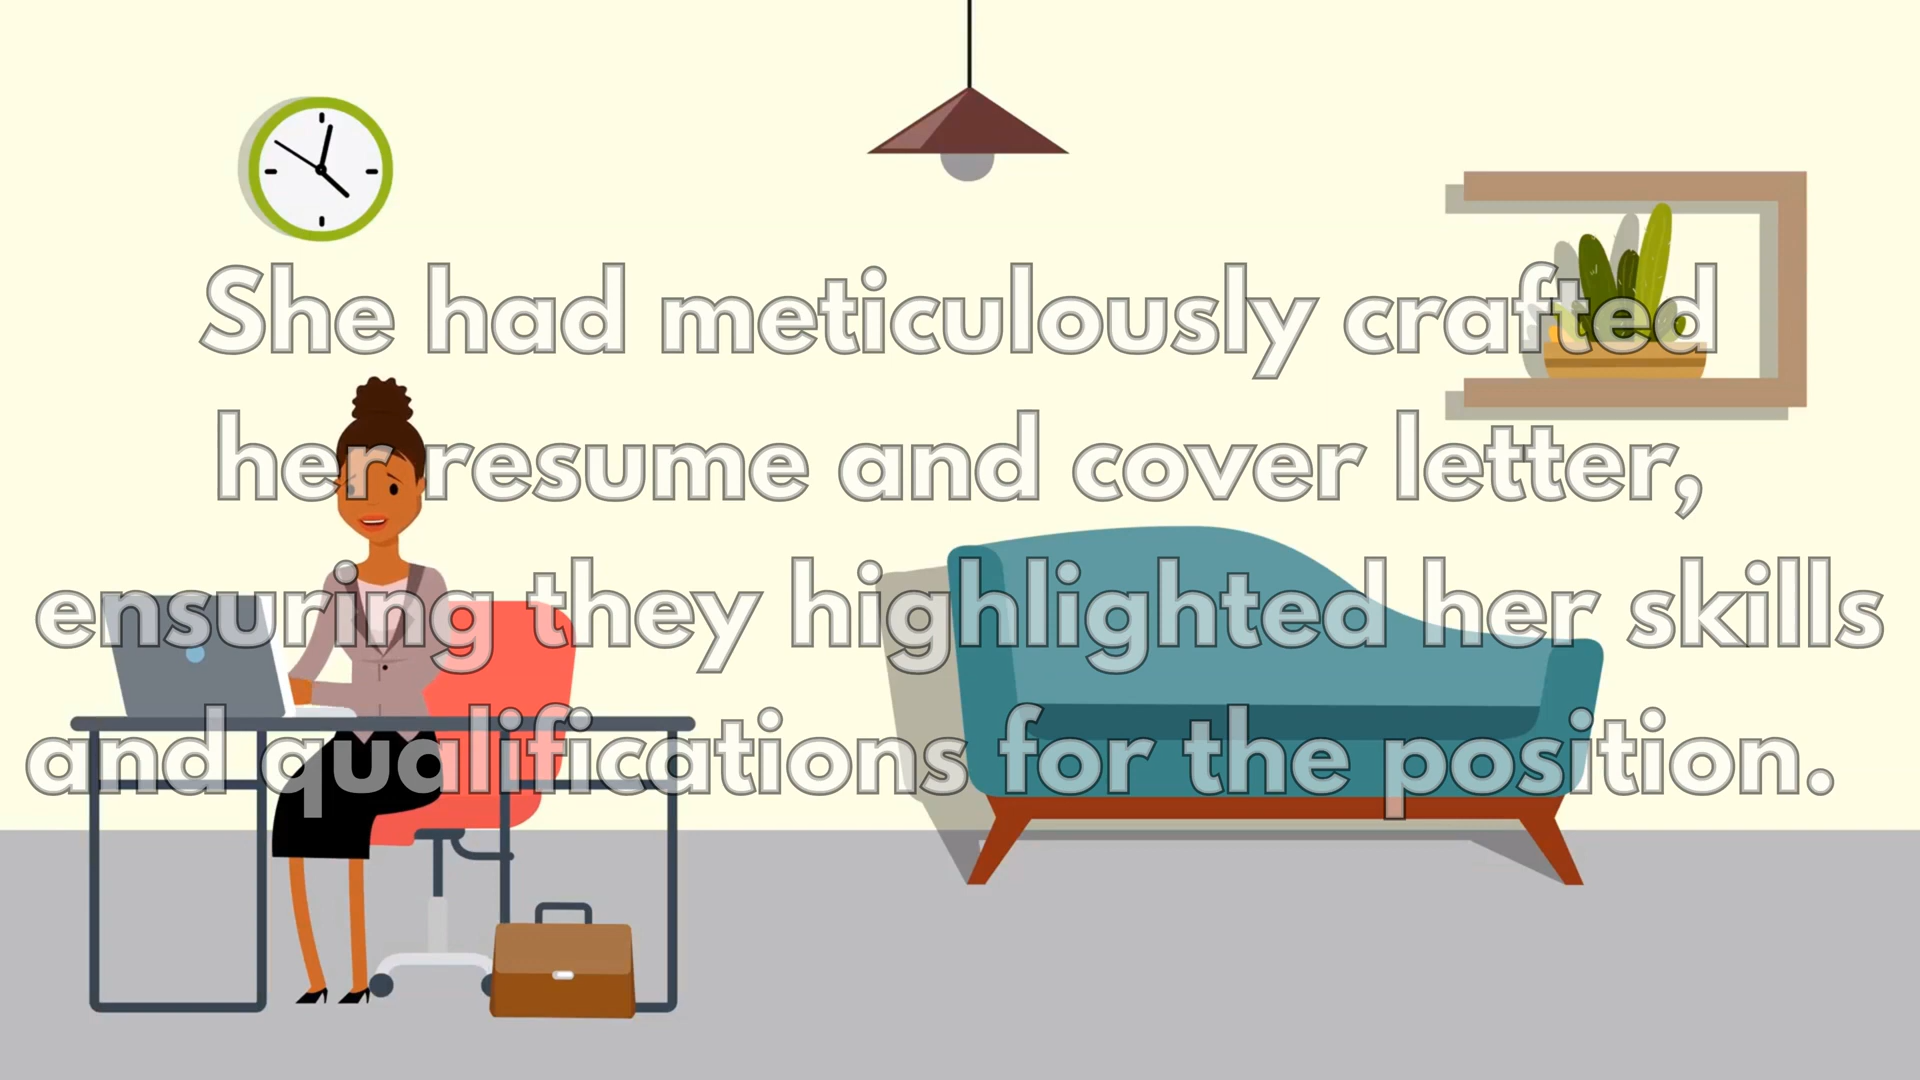 She had meticulously crafted
her resume and cover letter,
ensuring they highlighted her skills
and qualifications for the position.